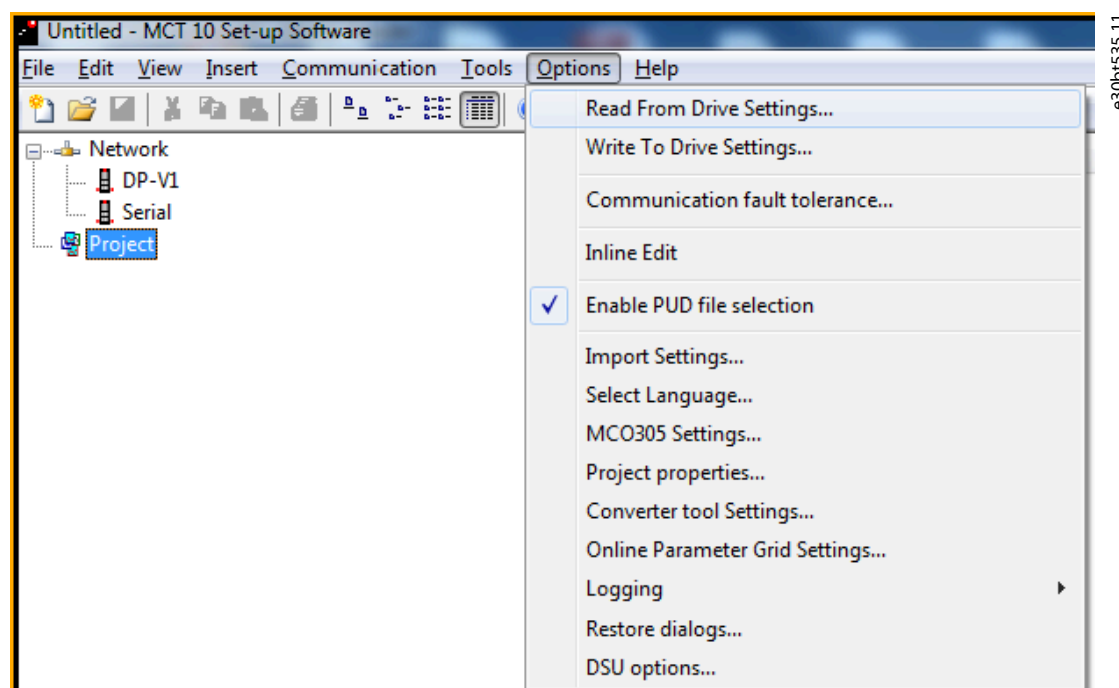 Untitled - MCT 10 Set-up Software
File Edit View Insert Communication Tools Options Help
Network
DP-V1
Serial
Project
Read From Drive Settings...
Write To Drive Settings...
Communication fault tolerance...
Inline Edit
Enable PUD file selection
Import Settings...
Select Language...
MCO305 Settings...
Project properties...
Converter tool Settings...
Online Parameter Grid Settings...
Logging
Restore dialogs...
DSU options...
e30bt535.11